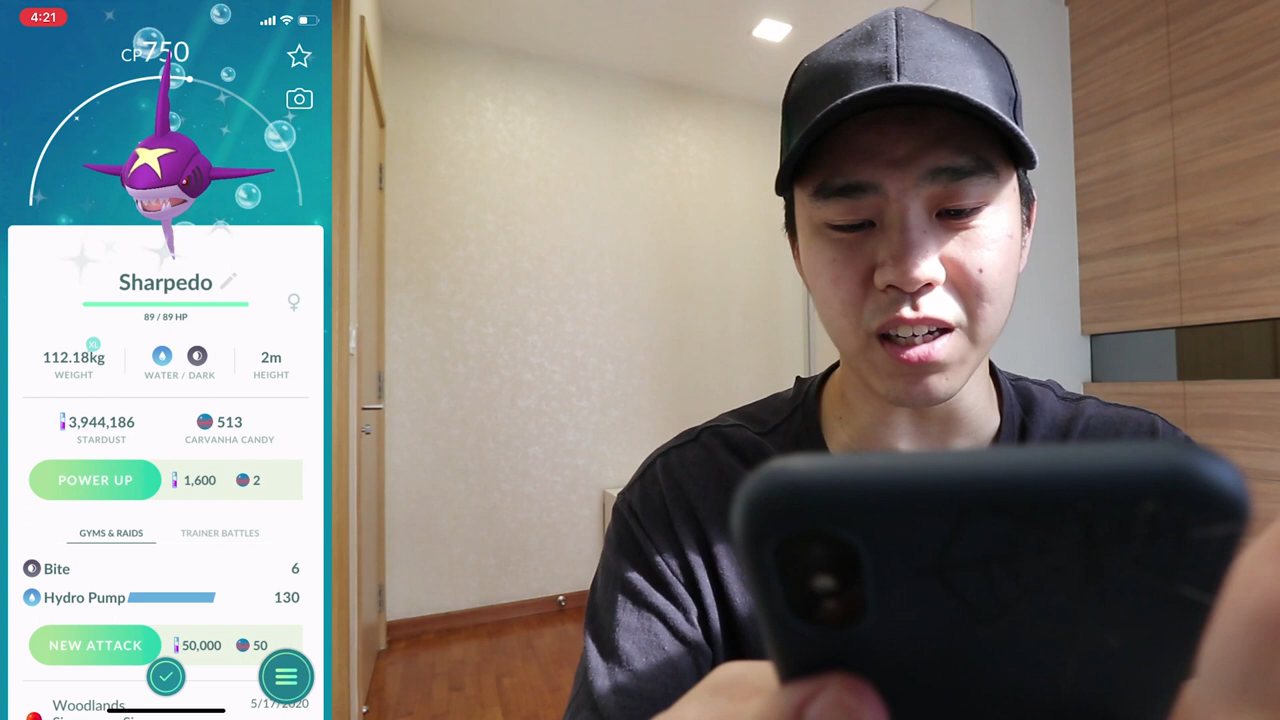 4:21
CP750
Sharpedo
89 / 89 HP
XL
112.18kg
WEIGHT
WATER / DARK
2m
HEIGHT
3,944,186
STARDUST
513
CARVANHA CANDY
POWER UP 1,600 2
GYMS & RAIDS TRAINER BATTLES
Bite 6
Hydro Pump 130
NEW ATTACK 50,000 50
Woodlands 5/17/2020